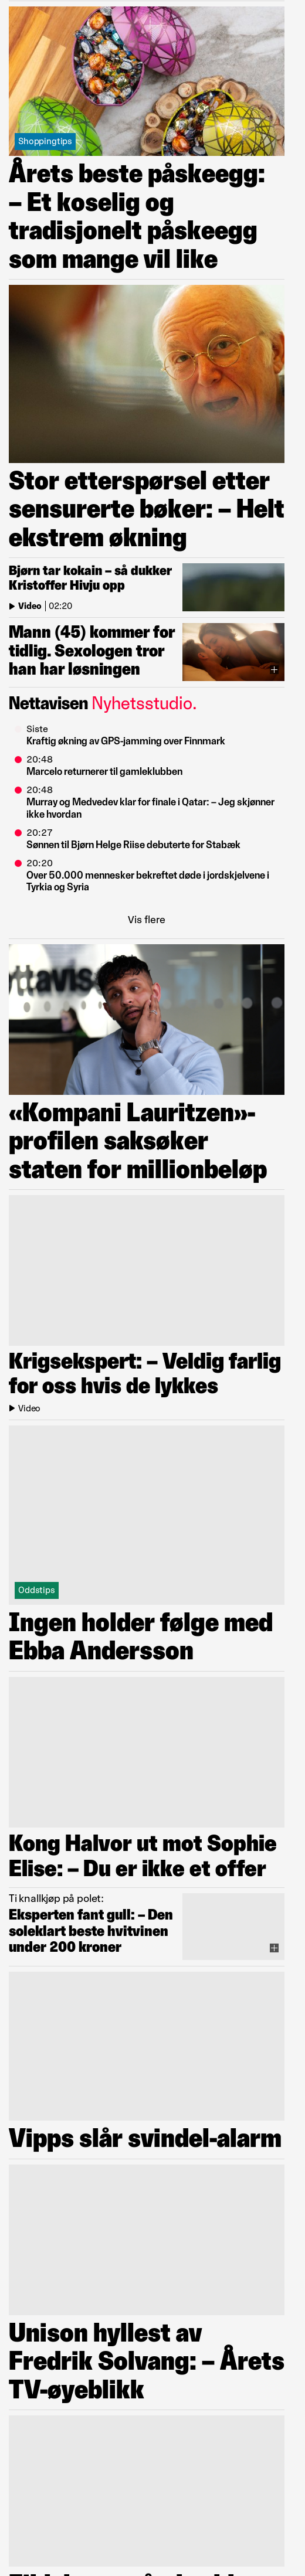 Shoppingtips
Årets beste påskeegg:
– Et koselig og
tradisjonelt påskeegg
som mange vil like
Stor etterspørsel etter
sensurerte bøker: – Helt
ekstrem økning
Bjørn tar kokain – så dukker
Kristoffer Hivju opp
Video | 02:20
Mann (45) kommer for
tidlig. Sexologen tror
han har løsningen
Nettavisen Nyhetsstudio.
Siste
Kraftig økning av GPS-jamming over Finnmark
20:48
Marcelo returnerer til gamleklubben
20:48
Murray og Medvedev klar for finale i Qatar: – Jeg skjønner
ikke hvordan
20:27
Sønnen til Bjørn Helge Riise debuterte for Stabæk
20:20
Over 50.000 mennesker bekreftet døde i jordskjelvene i
Tyrkia og Syria
Vis flere
ttavis
«Kompani Lauritzen»-
profilen saksøker
staten for millionbeløp
Krigsekspert: – Veldig farlig
for oss hvis de lykkes
Video
Oddstips
Ingen holder følge med
Ebba Andersson
Kong Halvor ut mot Sophie
Elise: – Du er ikke et offer
Ti knallkjøp på polet:
Eksperten fant gull: – Den
soleklart beste hvitvinen
under 200 kroner
Vipps slår svindel-alarm
Unison hyllest av
Fredrik Solvang: – Årets
TV-øyeblikk